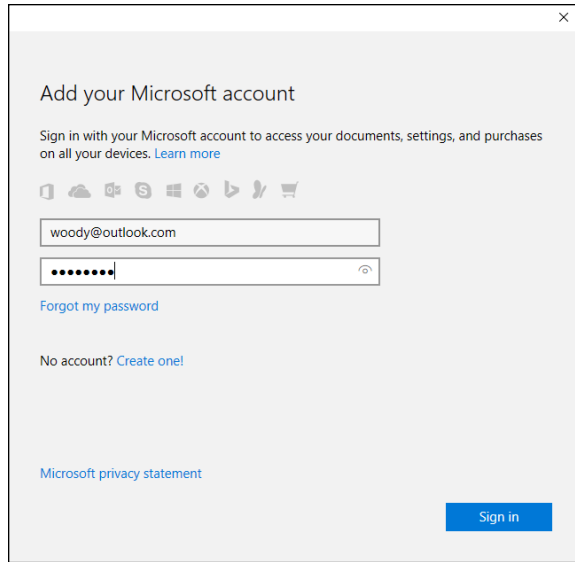 Add your Microsoft account
Sign in with your Microsoft account to access your documents, settings, and purchases
on all your devices. Learn more
woody@outlook.com
●●●●●●●●
Forgot my password
No account? Create one!
Microsoft privacy statement
Sign in